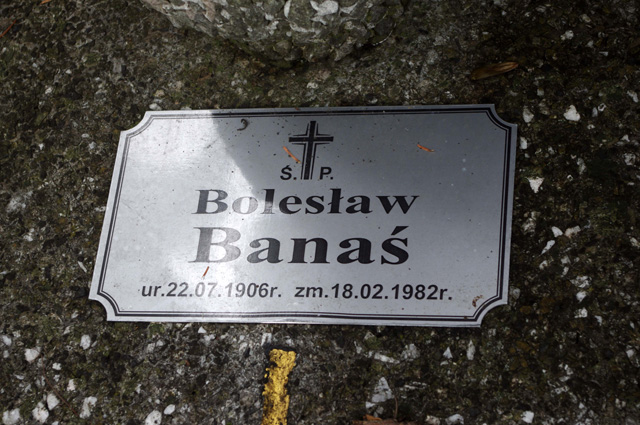 Ś. P.
Bolesław
Banaś
ur.22.07.1906r. zm.18.02.1982r.